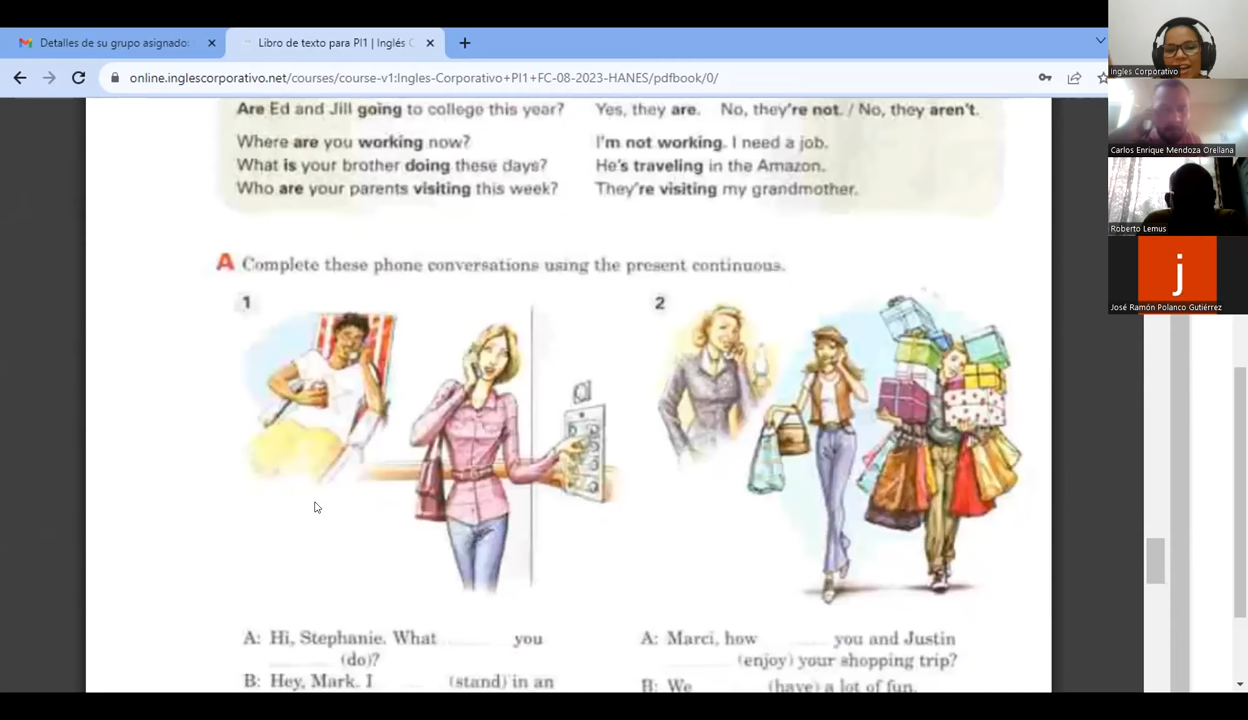 Detalles de su grupo asignado:
Libro de texto para PI1 | Inglés C
online.inglescorporativo.net/courses/course-v1:Ingles-Corporativo+PI1+FC-08-2023-HANES/pdfbook/0/
Ingles Corporativo
Carlos Enrique Mendoza Orellana
Roberto Lemus
j
José Ramón Polanco Gutiérrez
Are Ed and Jill going to college this year? Yes, they are. No, they're not. / No, they aren't.
Where are you working now? I'm not working. I need a job.
What is your brother doing these days? He's traveling in the Amazon.
Who are your parents visiting this week? They're visiting my grandmother.
A Complete these phone conversations using the present continuous.
1
A: Hi, Stephanie. What ____ you
____ (do)?
B: Hey, Mark. I ____ (stand) in an
2
A: Marci, how ____ you and Justin
____ (enjoy) your shopping trip?
B: We ____ (have) a lot of fun.